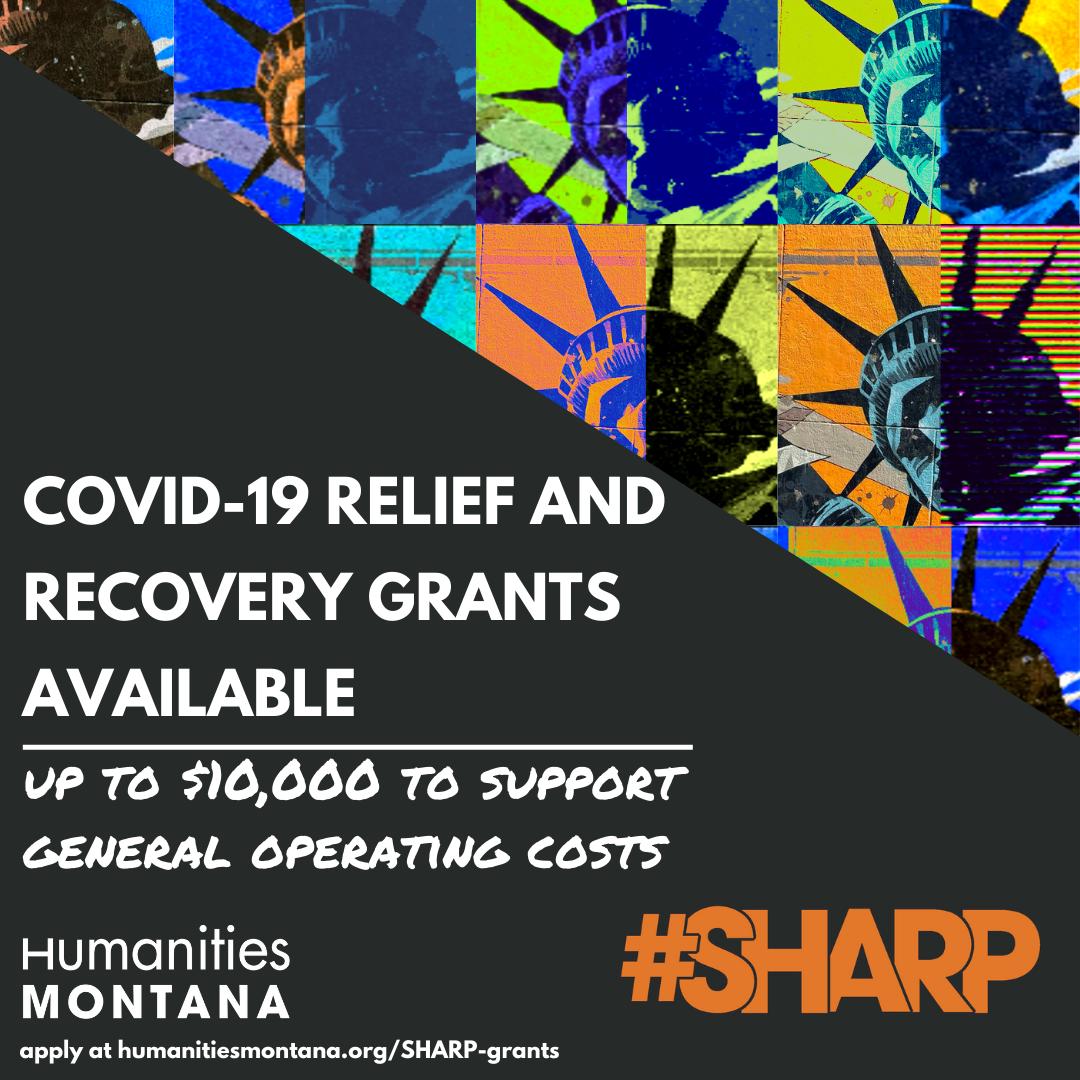 COVID-19 RELIEF AND
RECOVERY GRANTS
AVAILABLE
UP TO $10,000 TO SUPPORT
GENERAL OPERATING COSTS
Humanities
MONTANA
#SHARP
apply at humanitiesmontana.org/SHARP-grants